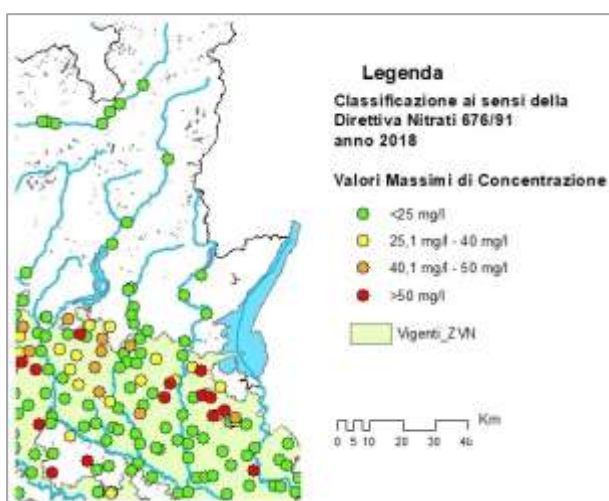 Legenda
Classificazione ai sensi della
Direttiva Nitrati 676/91
anno 2018
Valori Massimi di Concentrazione
<25 mg/l
25,1 mg/l - 40 mg/l
40,1 mg/l - 50 mg/l
>50 mg/l
Vigenti_ZVN
Km
0 5 10 20 30 40